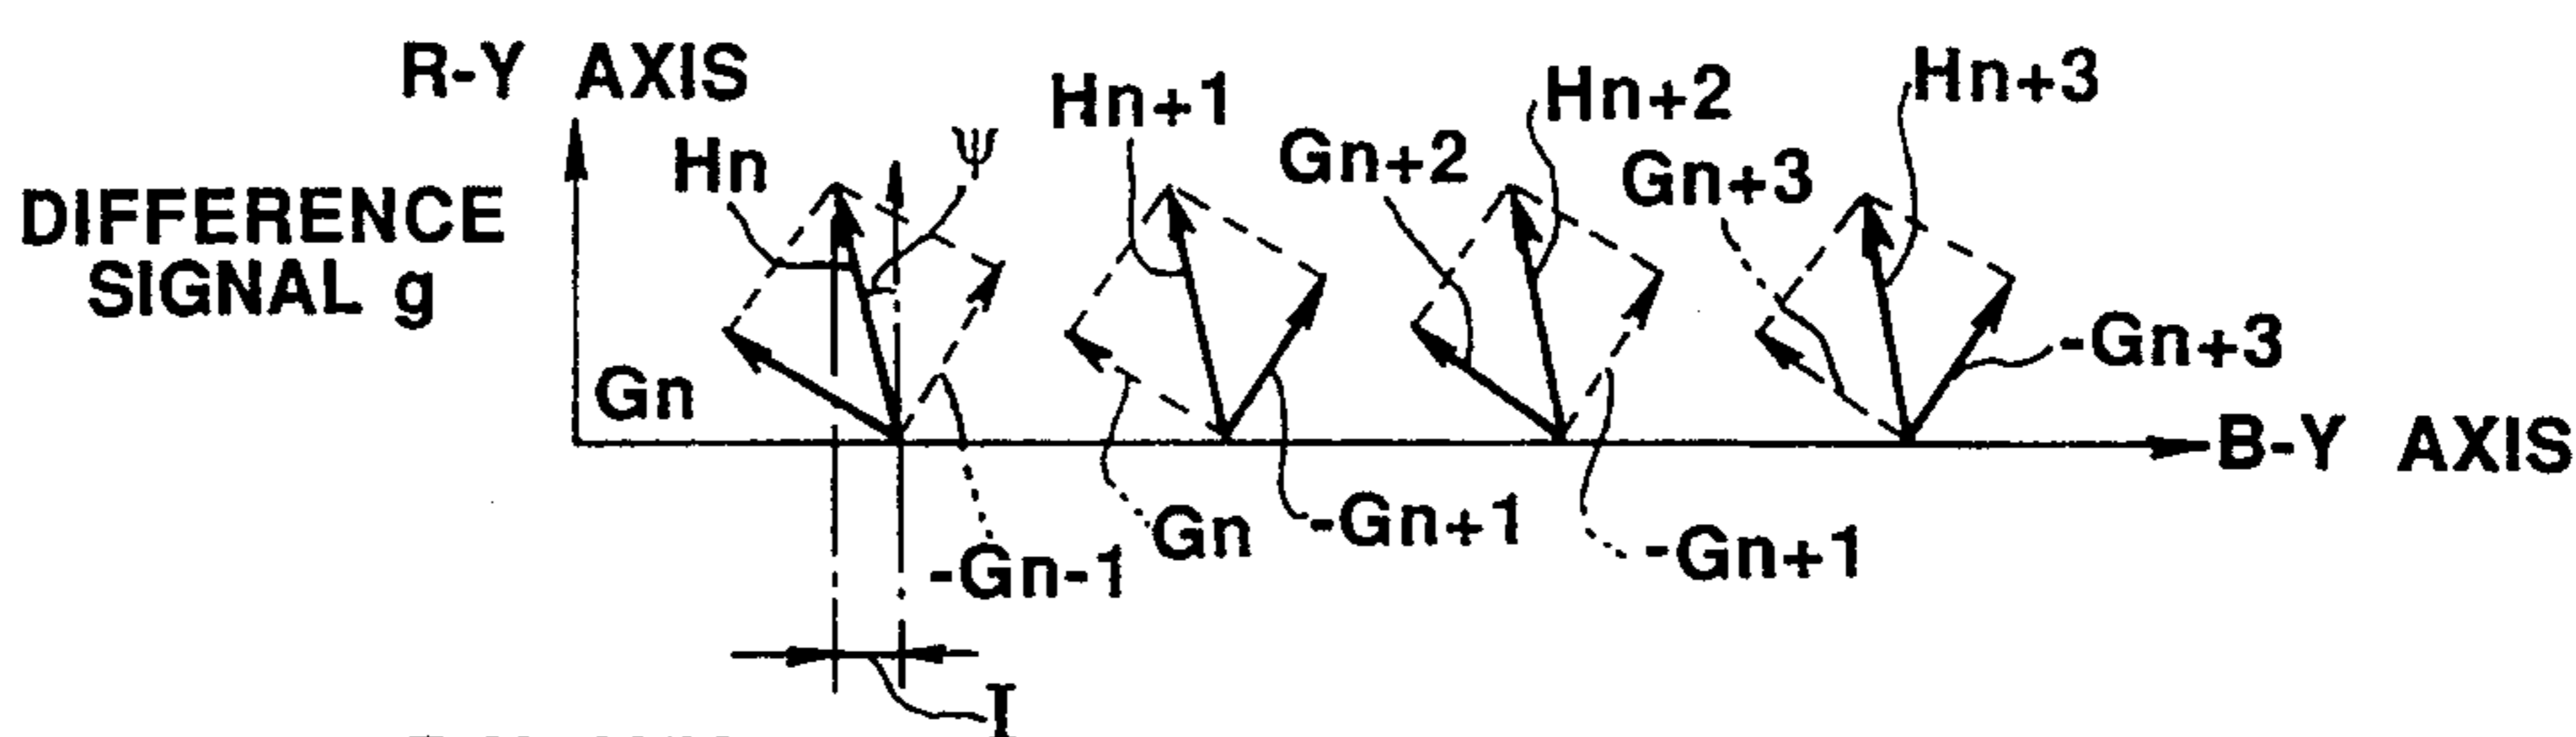 R-Y AXIS
DIFFERENCE
SIGNAL g
Hn
ψ
Hn+1
Gn+2
Hn+2
Gn+3
Hn+3
Gn
-Gn+3
B-Y AXIS
-Gn-1
Gn
-Gn+1
-Gn+1
I